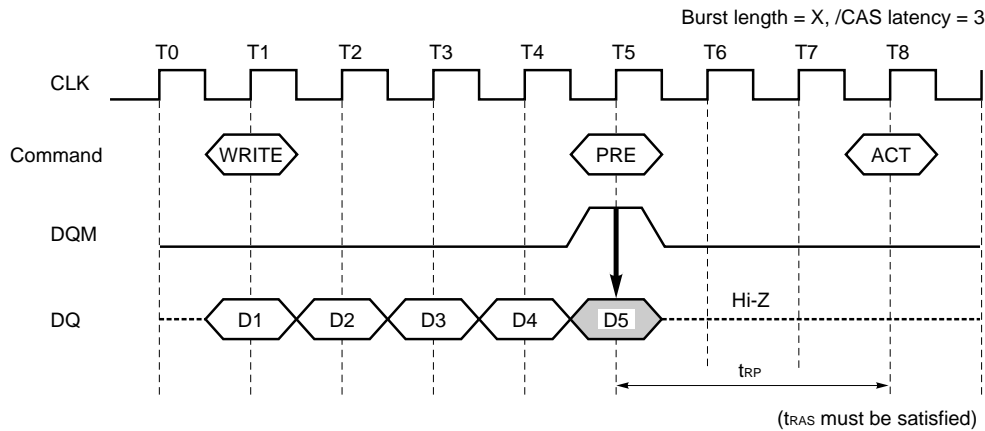 Burst length = X, /CAS latency = 3
T0 T1 T2 T3 T4 T5 T6 T7 T8
CLK
Command WRITE PRE ACT
DQM
Hi-Z
DQ D1 D2 D3 D4 D5
tRP
(tRAS must be satisfied)